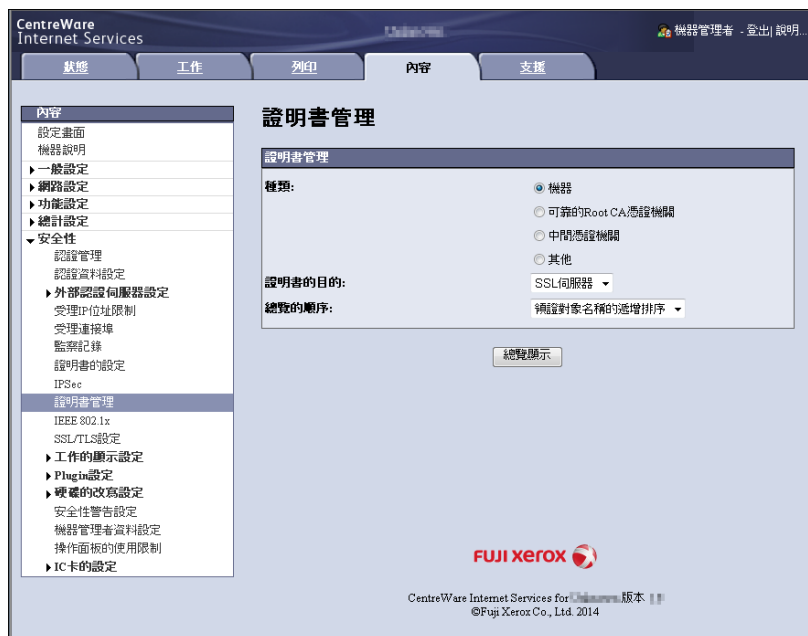 CentreWare
Internet Services
機器管理者 - 登出| 說明...
狀態 工作 列印 內容 支援
內容
設定畫面
機器說明
一般設定
網路設定
功能設定
總計設定
安全性
認證管理
認證資料設定
外部認證伺服器設定
受理IP位址限制
受理連接埠
監察記錄
證明書的設定
IPSec
證明書管理
IEEE 802.1x
SSL/TLS設定
工作的顯示設定
Plugin設定
硬碟的改寫設定
安全性警告設定
機器管理者資料設定
操作面板的使用限制
IC卡的設定
證明書管理
證明書管理
種類: 機器
可靠的Root CA憑證機關
中間憑證機關
其他
證明書的目的: SSL伺服器
總覽的順序: 領證對象名稱的遞增排序
總覽顯示
FUJI xerox
CentreWare Internet Services for 版本
©Fuji Xerox Co., Ltd. 2014